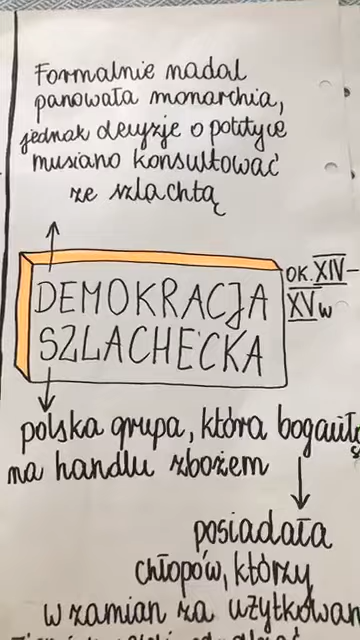 Formalnie nadal
panowała monarchia,
jednak decyzje o polityce
musiano konsultować
ze szlachtą
DEMOKRACJA
SZLACHECKA
OK. XIV-
XV w
polska grupa, która bogaciła
na handlu zbożem
posiadała
chłopów, którzy
w zamian za użytkowan